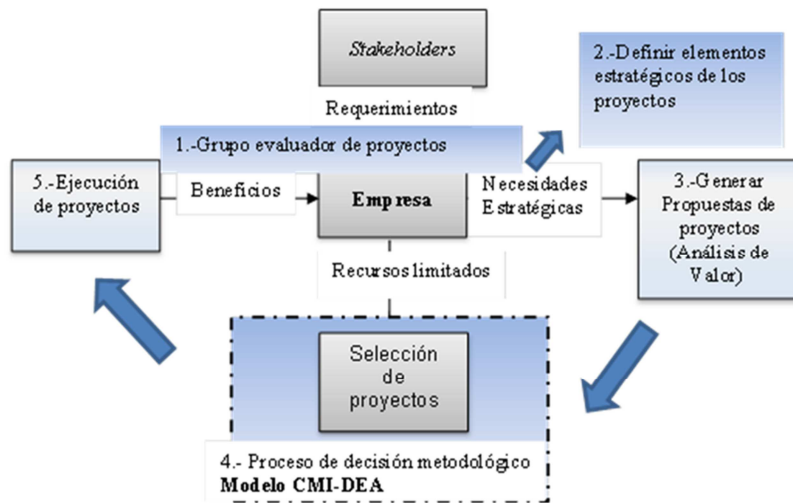 Stakeholders
Requerimientos
2.-Definir elementos
estratégicos de los
proyectos
1.-Grupo evaluador de proyectos
5.-Ejecución
de proyectos
Beneficios
Empresa
Necesidades
Estratégicas
3.-Generar
Propuestas de
proyectos
(Análisis de
Valor)
Recursos limitados
Selección
de
proyectos
4.- Proceso de decisión metodológico
Modelo CMI-DEA